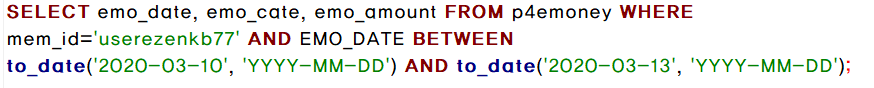 SELECT emo_date, emo_cate, emo_amount FROM p4emoney WHERE
mem_id='userezenkb77' AND EMO_DATE BETWEEN
to_date('2020-03-10', 'YYYY-MM-DD') AND to_date('2020-03-13', 'YYYY-MM-DD');